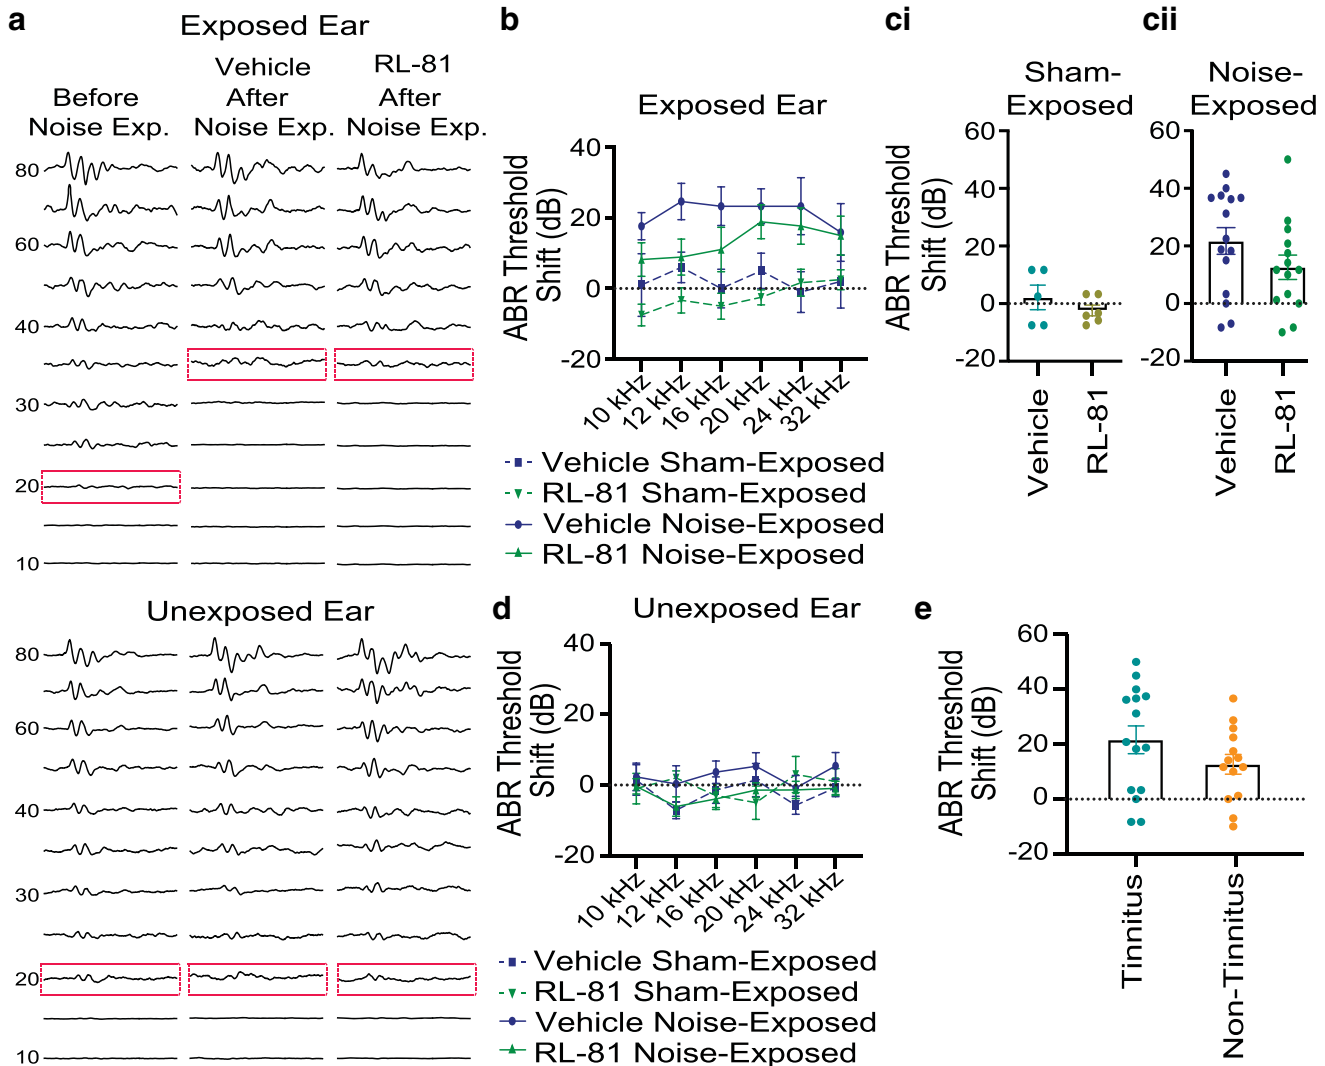 a
Exposed Ear
Before
Noise Exp.
Vehicle
After
Noise Exp.
RL-81
After
Noise Exp.
80
60
40
30
20
10
Unexposed Ear
80
60
40
30
20
10
b
Exposed Ear
ABR Threshold
Shift (dB)
40
20
0
-20
10 kHz
12 kHz
16 kHz
20 kHz
24 kHz
32 kHz
Vehicle Sham-Exposed
RL-81 Sham-Exposed
Vehicle Noise-Exposed
RL-81 Noise-Exposed
ci
Sham-
Exposed
ABR Threshold
Shift (dB)
60
40
20
0
-20
Vehicle
RL-81
cii
Noise-
Exposed
60
40
20
0
-20
Vehicle
RL-81
d
Unexposed Ear
ABR Threshold
Shift (dB)
40
20
0
-20
10 kHz
12 kHz
16 kHz
20 kHz
24 kHz
32 kHz
Vehicle Sham-Exposed
RL-81 Sham-Exposed
Vehicle Noise-Exposed
RL-81 Noise-Exposed
e
ABR Threshold
Shift (dB)
60
40
20
0
-20
Tinnitus
Non-Tinnitus